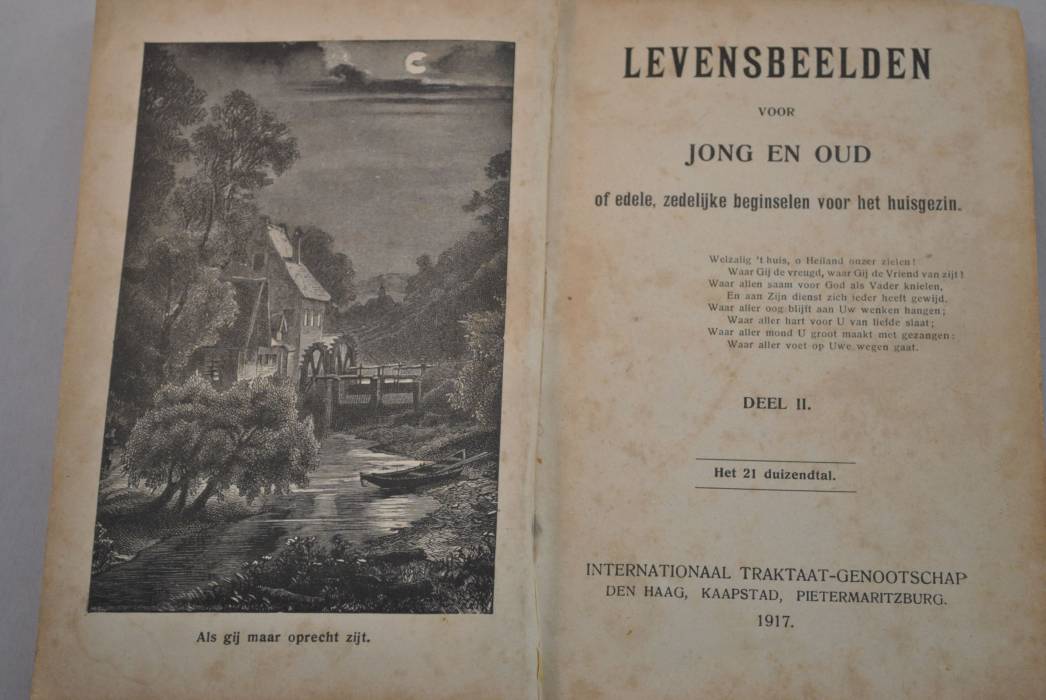 Als gij maar oprecht zijt.
LEVENSBEELDEN
VOOR
JONG EN OUD
of edele, zedelijke beginselen voor het huisgezin.
Welzalig 't huis, o Heiland onzer zielen!
Waar Gij de vreugd, waar Gij de Vriend van zijt!
Waar allen saam voor God als Vader knielen,
En aan Zijn dienst zich ieder heeft gewijd.
Waar aller oog blijft aan Uw wenken hangen;
Waar aller hart voor U van liefde slaat;
Waar aller mond U groot maakt met gezangen:
Waar aller voet op Uwe wegen gaat.
DEEL II.
Het 21 duizendtal.
INTERNATIONAAL TRAKTAAT-GENOOTSCHAP
DEN HAAG, KAAPSTAD, PIETERMARITZBURG.
1917.